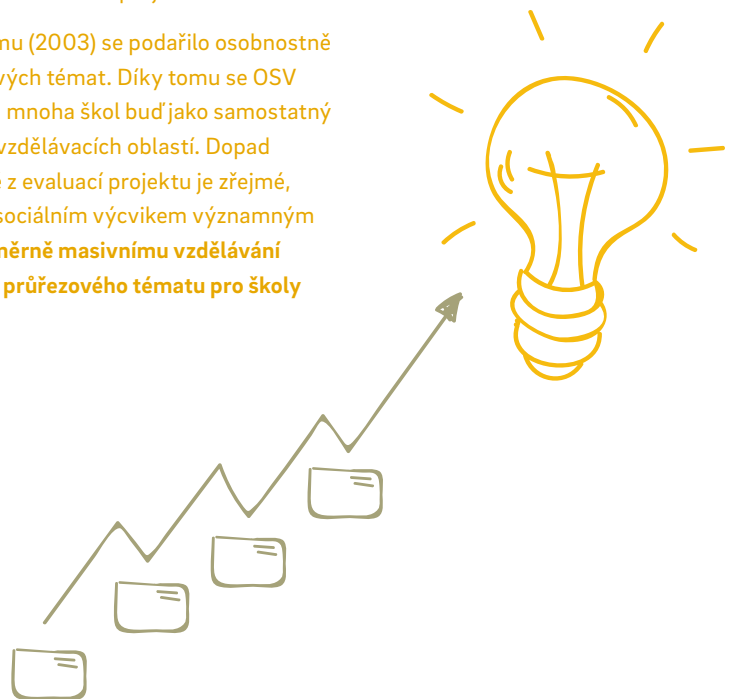 mu (2003) se podařilo osobnostně
vých témat. Díky tomu se OSV
mnoha škol buď jako samostatný
vzdělávacích oblastí. Dopad
z evaluací projektu je zřejmé,
sociálním výcvikem významným
měrně masivnímu vzdělávání
průřezového tématu pro školy